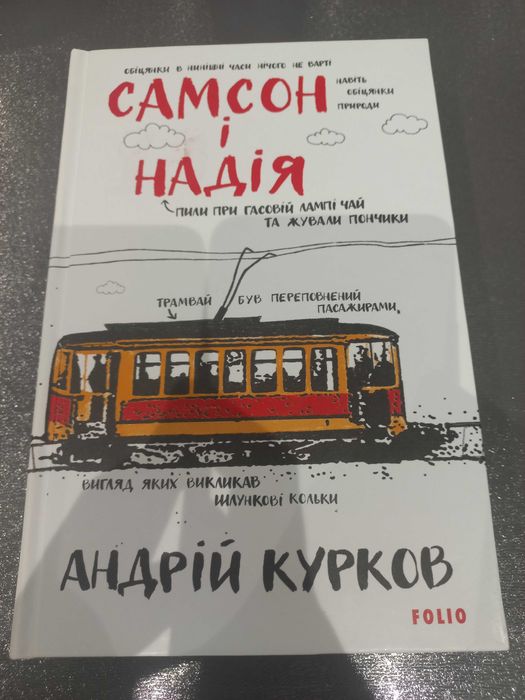 ОБІЦЯНКИ В НИНІШНІ ЧАСИ НІЧОГО НЕ ВАРТІ
САМСОН
НАВІТЬ
ОБІЦЯНКИ
ПРИРОДИ
І
НАДІЯ
ПИЛИ ПРИ ГАСОВІЙ ЛАМПІ ЧАЙ
ТА ЖУВАЛИ ПОНЧИКИ
ТРАМВАЙ БУВ ПЕРЕПОВНЕНИЙ
ПАСАЖИРАМИ,
ВИГЛЯД ЯКИХ ВИКЛИКАВ
ШЛУНКОВІ КОЛЬКИ
АНДРІЙ КУРКОВ
FOLIO